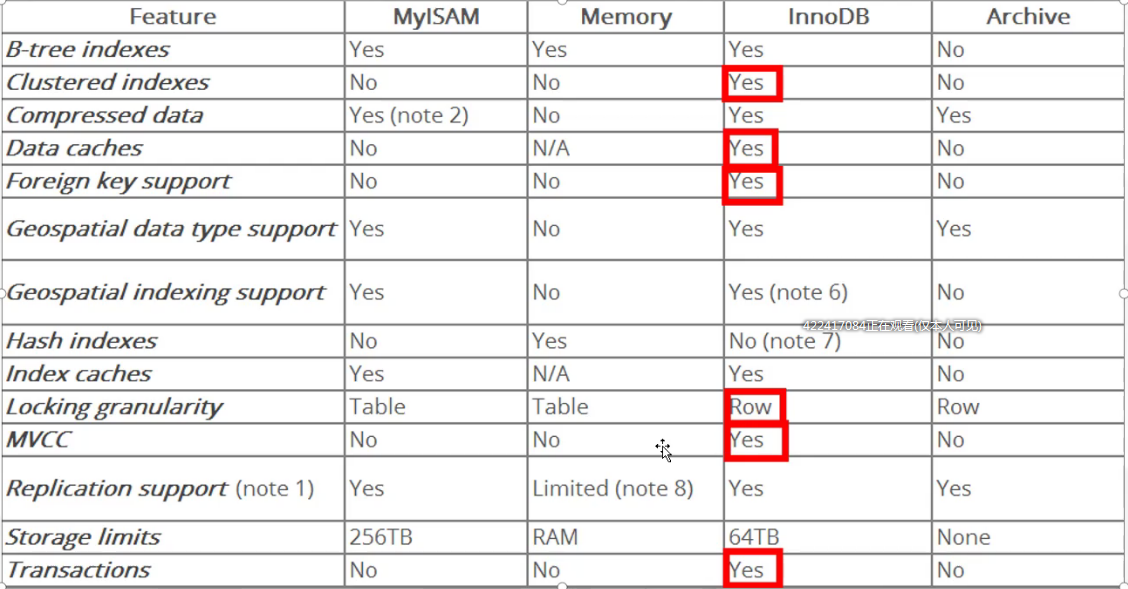 Feature MyISAM Memory InnoDB Archive
B-tree indexes Yes Yes Yes No
Clustered indexes No No Yes No
Compressed data Yes (note 2) No Yes Yes
Data caches No N/A Yes No
Foreign key support No No Yes No
Geospatial data type support Yes No Yes Yes
Geospatial indexing support Yes No Yes (note 6) No
422417084正在观看(仅本人可见)
Hash indexes No Yes No (note 7) No
Index caches Yes N/A Yes No
Locking granularity Table Table Row Row
MVCC No No Yes No
Replication support (note 1) Yes Limited (note 8) Yes Yes
Storage limits 256TB RAM 64TB None
Transactions No No Yes No